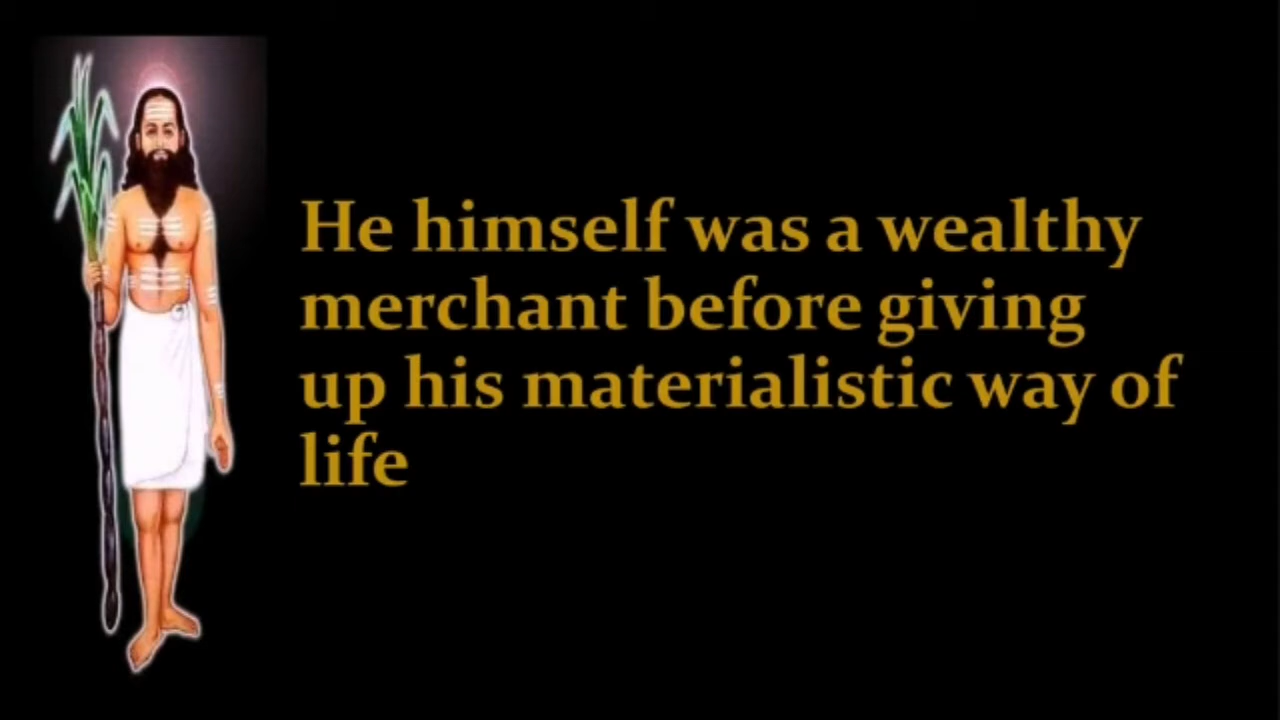 He himself was a wealthy
merchant before giving
up his materialistic way of
life